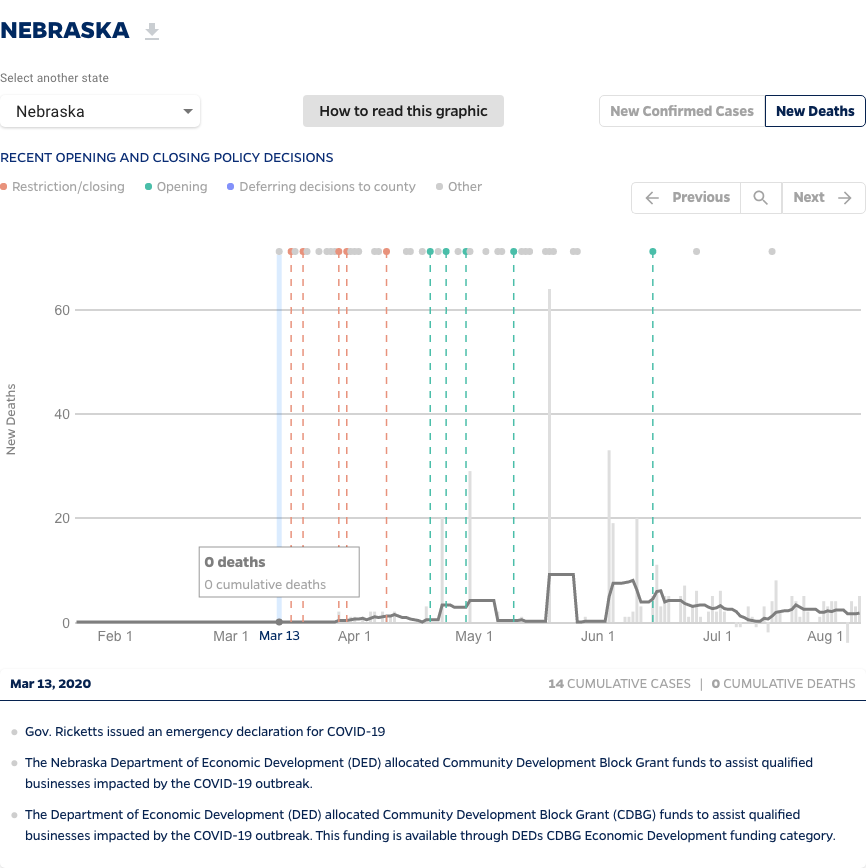 NEBRASKA
Select another state
Nebraska
How to read this graphic
New Confirmed Cases
New Deaths
RECENT OPENING AND CLOSING POLICY DECISIONS
Restriction/closing
Opening
Deferring decisions to county
Other
Previous
Next
60
40
20
0
New Deaths
0 deaths
0 cumulative deaths
Feb 1
Mar 1
Mar 13
Apr 1
May 1
Jun 1
Jul 1
Aug 1
Mar 13, 2020
14 CUMULATIVE CASES | 0 CUMULATIVE DEATHS
Gov. Ricketts issued an emergency declaration for COVID-19
The Nebraska Department of Economic Development (DED) allocated Community Development Block Grant funds to assist qualified
businesses impacted by the COVID-19 outbreak.
The Department of Economic Development (DED) allocated Community Development Block Grant (CDBG) funds to assist qualified
businesses impacted by the COVID-19 outbreak. This funding is available through DEDs CDBG Economic Development funding category.